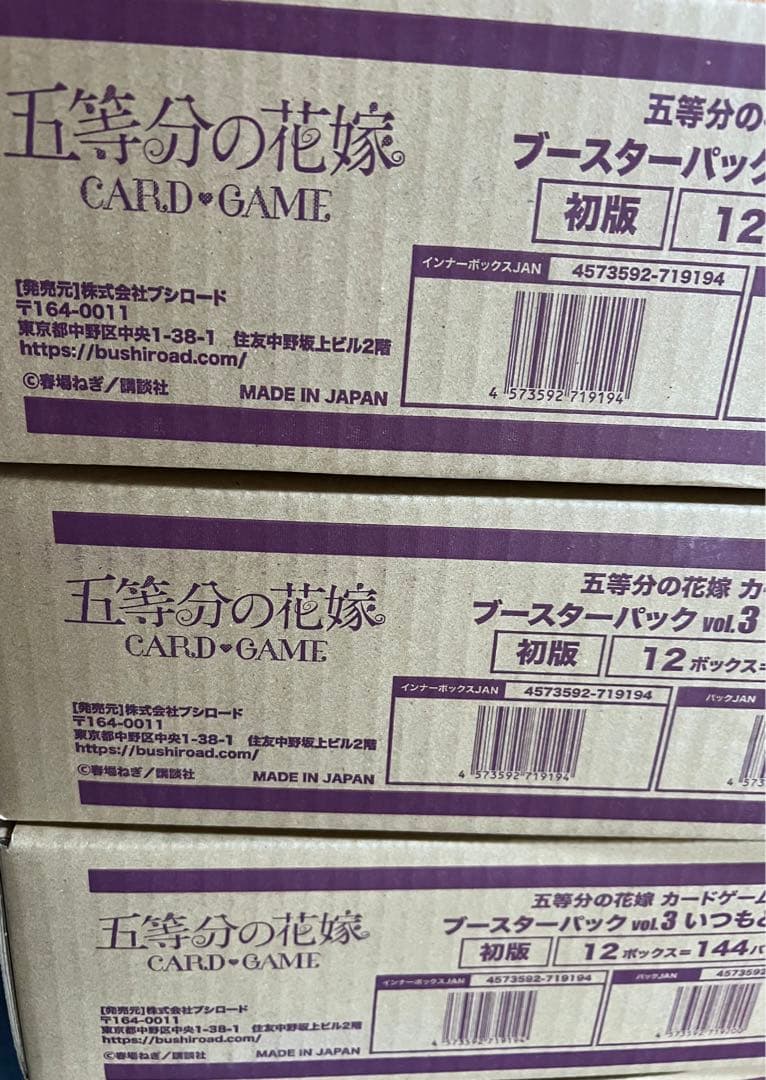 五等分の花嫁
CARD♥GAME
五等分の
ブースターパック
初版
12
インナーボックスJAN 4573592-719194
4 573592 719194
[発売元]株式会社ブシロード
〒164-0011
東京都中野区中央1-38-1 住友中野坂上ビル2階
https://bushiroad.com/
©春場ねぎ/講談社 MADE IN JAPAN
五等分の花嫁
CARD♥GAME
五等分の花嫁 カ
ブースターパック vol.3
初版
12ボックス=
インナーボックスJAN 4573592-719194
パックJAN
4 573592 719194
4 573
[発売元]株式会社ブシロード
〒164-0011
東京都中野区中央1-38-1 住友中野坂上ビル2階
https://bushiroad.com/
©春場ねぎ/講談社 MADE IN JAPAN
五等分の花嫁
CARD♥GAME
五等分の花嫁 カードゲーム
ブースターパック vol.3 いつも
初版
12ボックス=144パ
インナーボックスJAN 4573592-719194
パックJAN 4573592
4 573592 719194
[発売元]株式会社ブシロード
〒164-0011
東京都中野区中央1-38-1 住友中野坂上ビル2階
https://bushiroad.com/
©春場ねぎ/講談社 MADE IN JAPAN